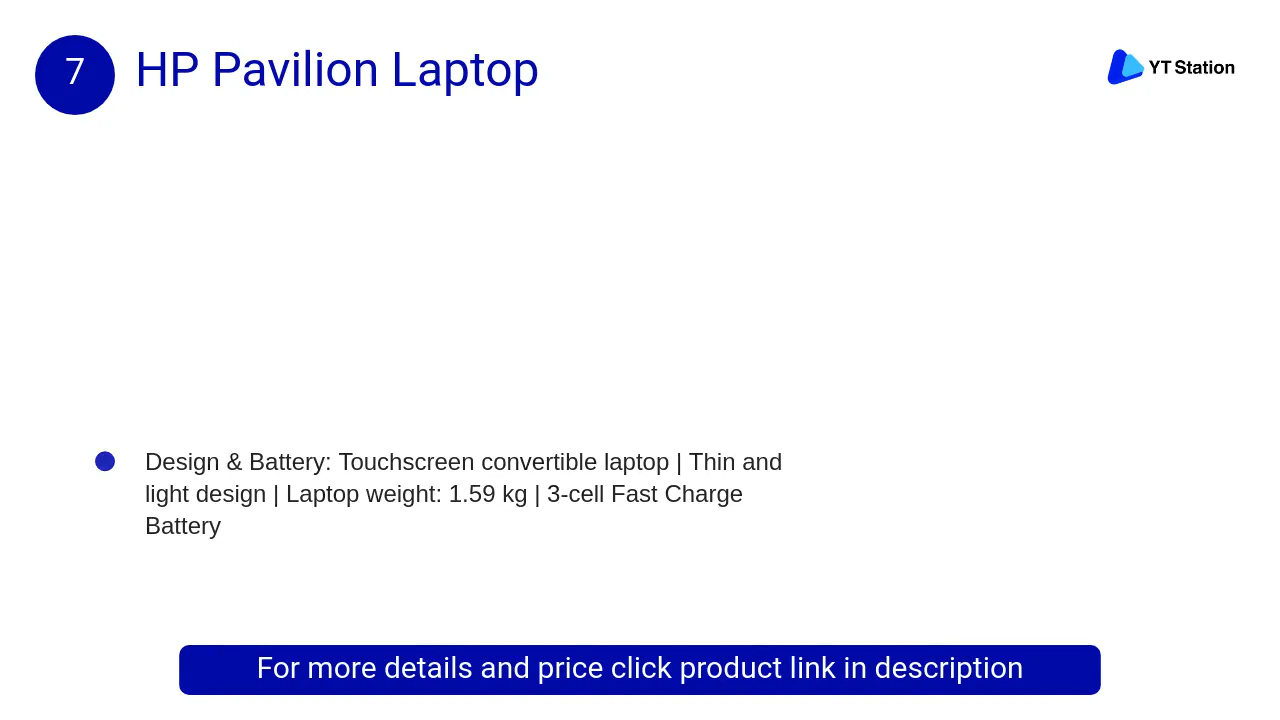 7
HP Pavilion Laptop
YT Station
Design & Battery: Touchscreen convertible laptop | Thin and
light design | Laptop weight: 1.59 kg | 3-cell Fast Charge
Battery
For more details and price click product link in description